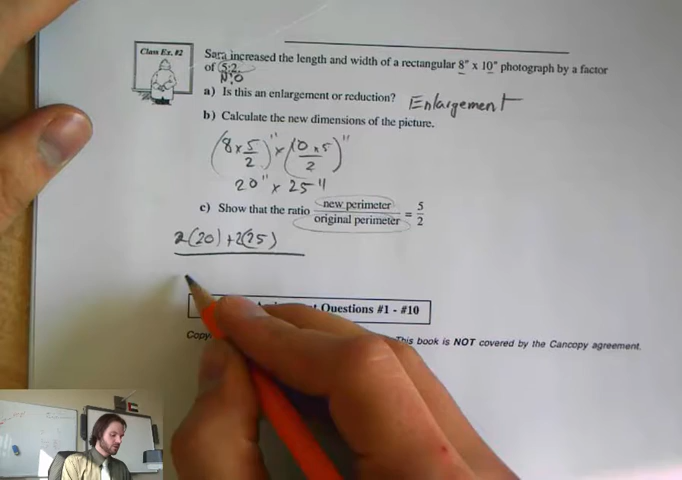 Class Ex. #2
Sara increased the length and width of a rectangular 8" x 10" photograph by a factor
of 5:2.
N:O
a) Is this an enlargement or reduction? Enlargement
b) Calculate the new dimensions of the picture.
(8 x 5/2)" x (10 x 5/2)"
20" x 25"
c) Show that the ratio new perimeter / original perimeter = 5/2
2(20) + 2(25)
Questions #1 - #10
Copy
This book is NOT covered by the Cancopy agreement.